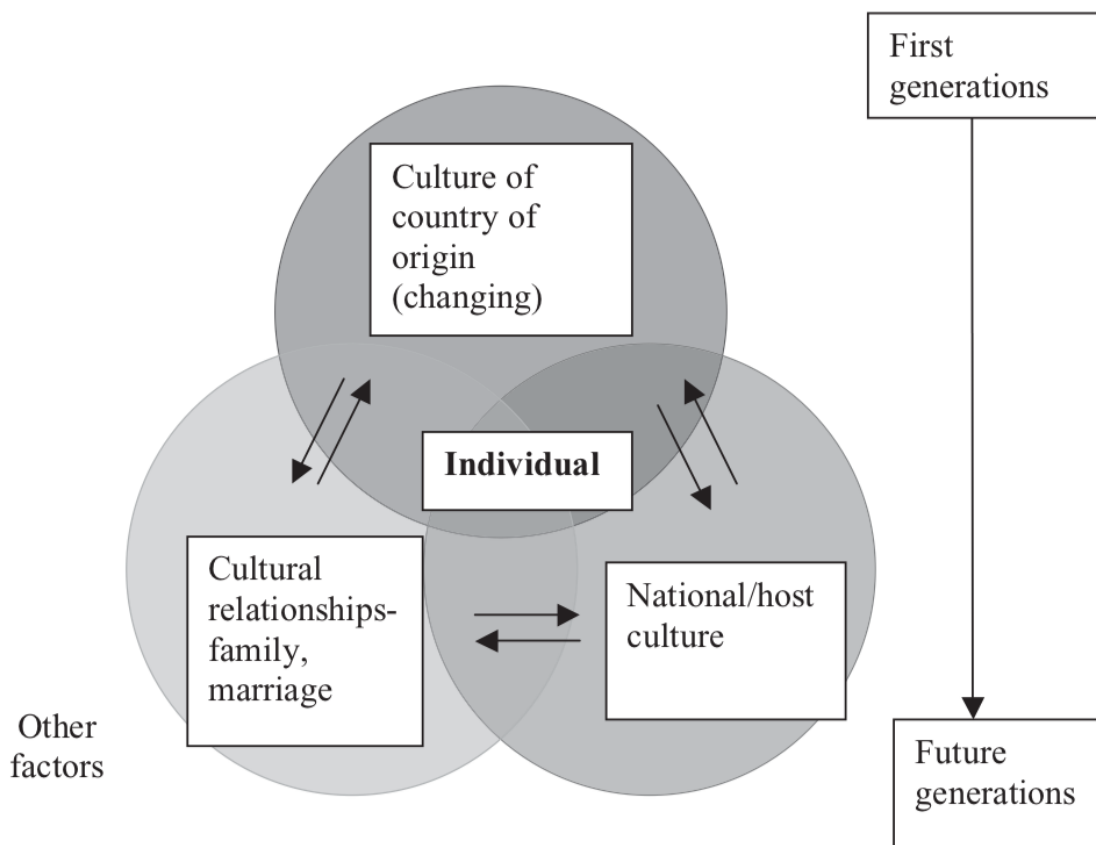 First
generations
Culture of
country of
origin
(changing)
Individual
Cultural
relationships-
family,
marriage
National/host
culture
Other
factors
Future
generations